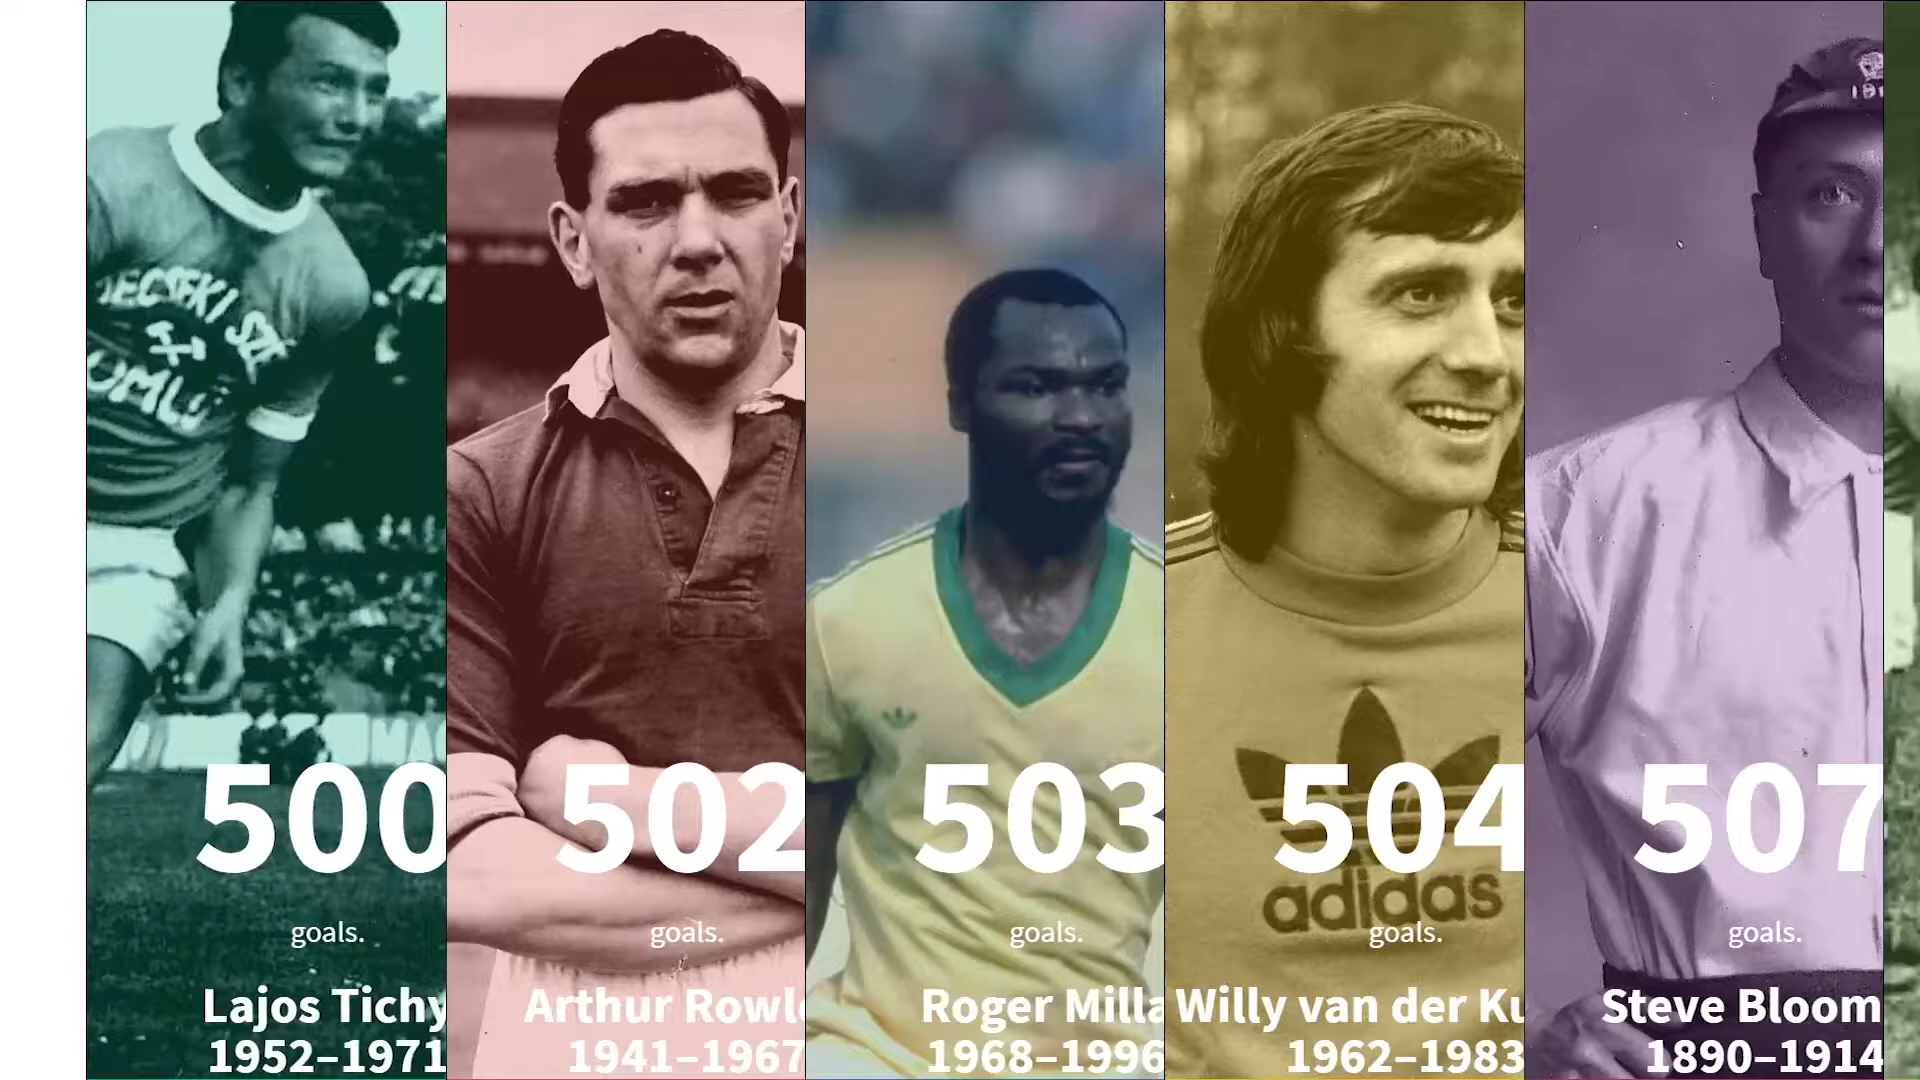 500
goals.
Lajos Tichy
1952–1971
502
goals.
Arthur Rowl
1941–1967
503
goals.
Roger Milla
1968–1996
adidas
504
goals.
Willy van der Ku
1962–1983
507
goals.
Steve Bloom
1890–1914